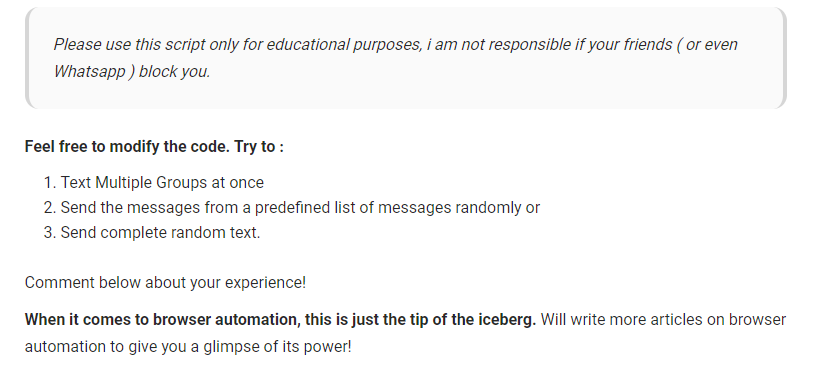 Please use this script only for educational purposes, i am not responsible if your friends ( or even
Whatsapp ) block you.
Feel free to modify the code. Try to :
1. Text Multiple Groups at once
2. Send the messages from a predefined list of messages randomly or
3. Send complete random text.
Comment below about your experience!
When it comes to browser automation, this is just the tip of the iceberg. Will write more articles on browser
automation to give you a glimpse of its power!